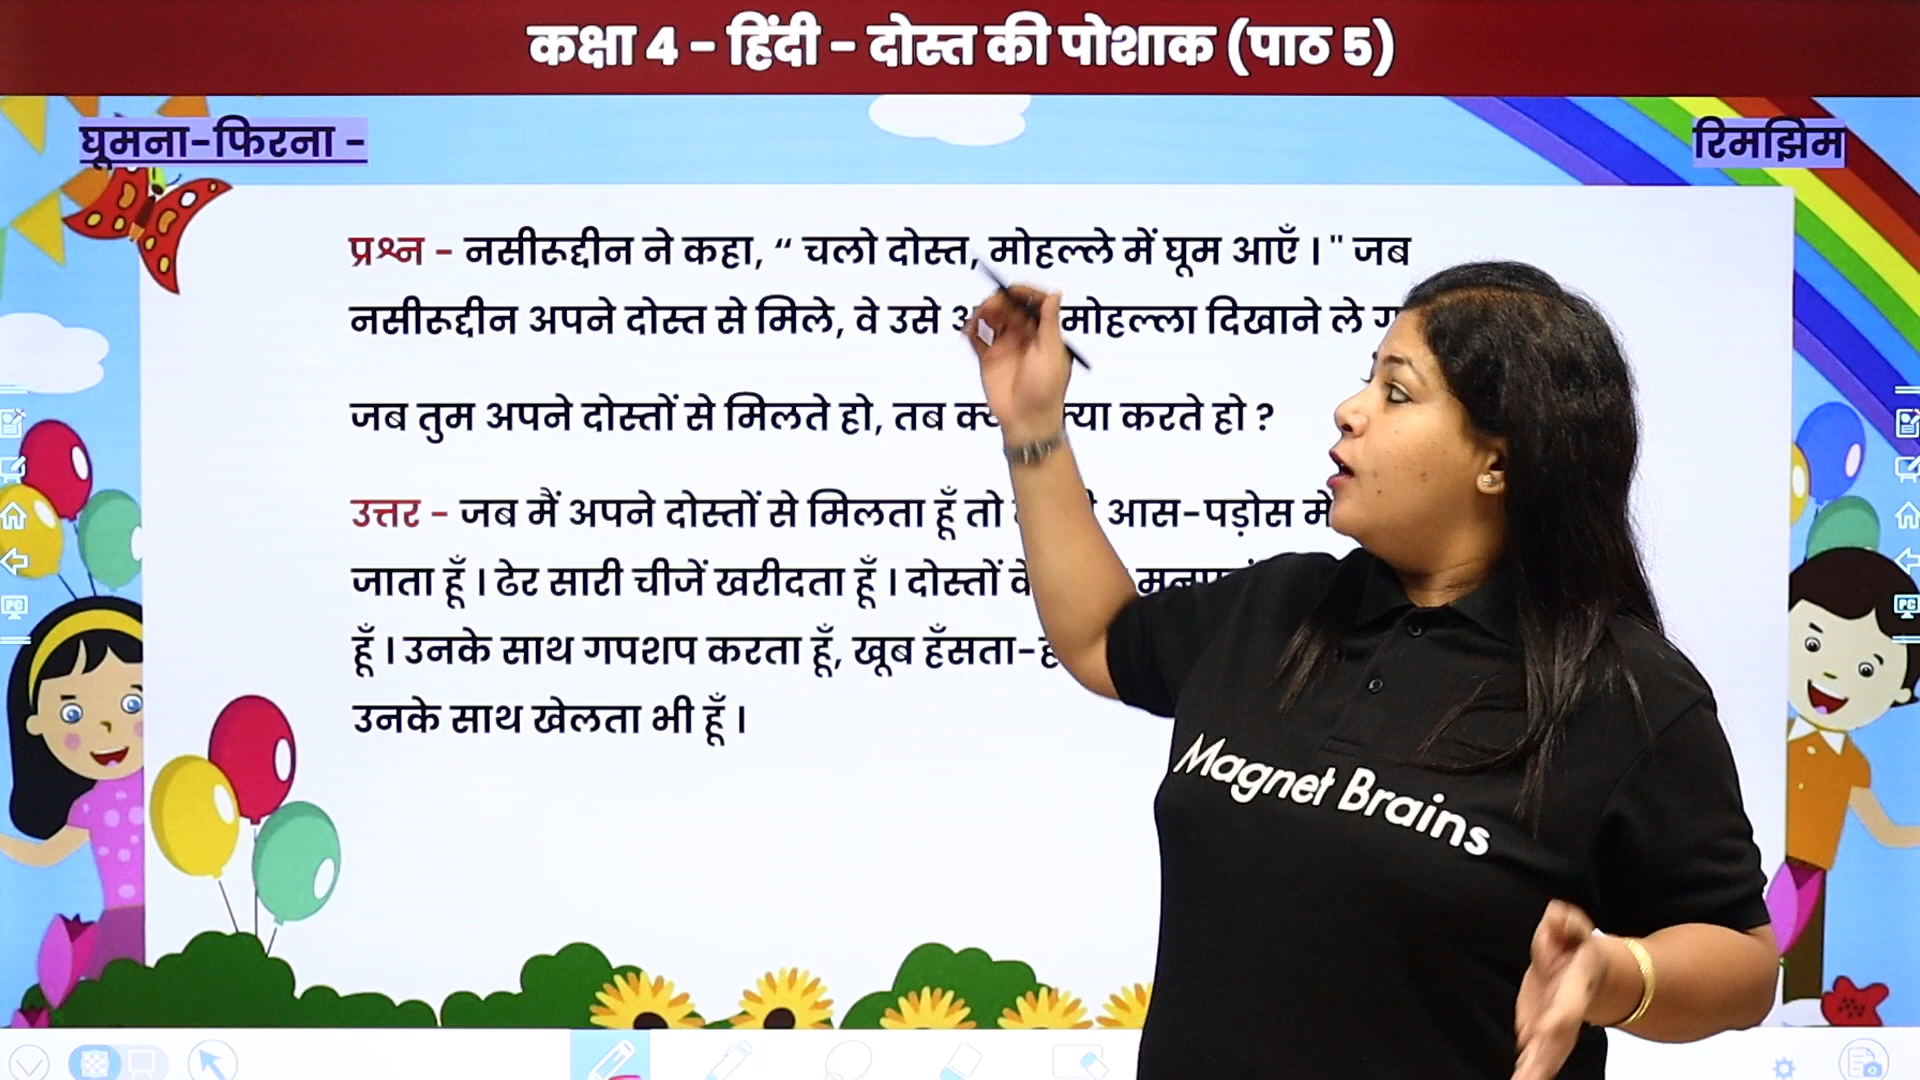 कक्षा 4 - हिंदी - दोस्त की पोशाक (पाठ 5)
घूमना-फिरना -
रिमझिम
प्रश्न - नसीरूद्दीन ने कहा, “ चलो दोस्त, मोहल्ले में घूम आएँ । " जब
नसीरूद्दीन अपने दोस्त से मिले, वे उसे मोहल्ला दिखाने ले
जब तुम अपने दोस्तों से मिलते हो, तब करते हो ?
उत्तर - जब मैं अपने दोस्तों से मिलता हूँ तो आस-पड़ोस में
जाता हूँ । ढेर सारी चीजें खरीदता हूँ । दोस्तों
हूँ । उनके साथ गपशप करता हूँ, खूब हँसता-
उनके साथ खेलता भी हूँ ।
Magnet Brains
PC
PC